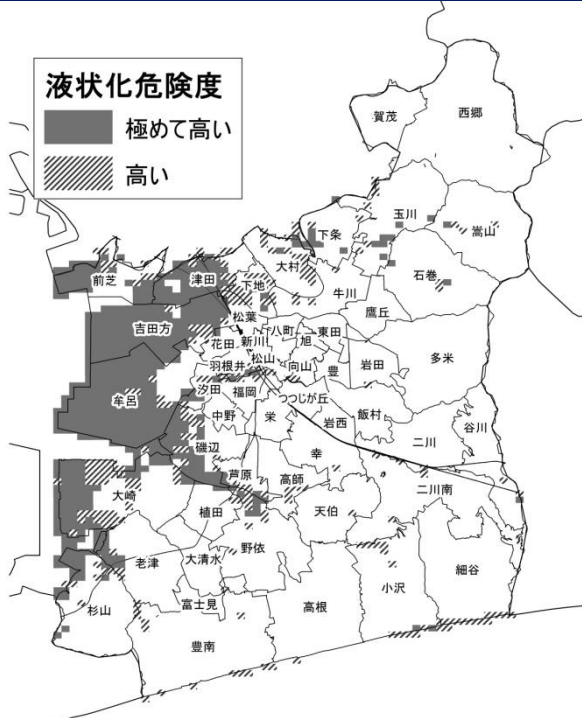 液状化危険度
極めて高い
高い
賀茂
西郷
玉川
嵩山
下条
大村
石巻
前芝
津田
下地
牛川
鷹丘
吉田方
松葉
八町
東田
花田
新川
旭
松山
羽根井
向山
豊
岩田
多米
牟呂
汐田
福岡
つつじが丘
中野
栄
岩西
飯村
谷川
二川
磯辺
幸
芦原
高師
二川南
大崎
植田
天伯
野依
老津
大清水
細谷
小沢
杉山
富士見
高根
豊南